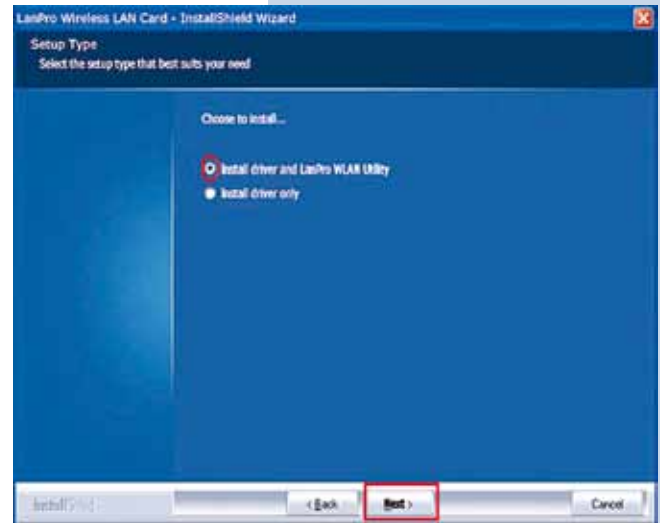 LanPro Wireless LAN Card - InstallShield Wizard
Setup Type
Select the setup type that best suits your need
Choose to install...
Install driver and LanPro WLAN Utility
Install driver only
InstallShield
< Back
Next >
Cancel